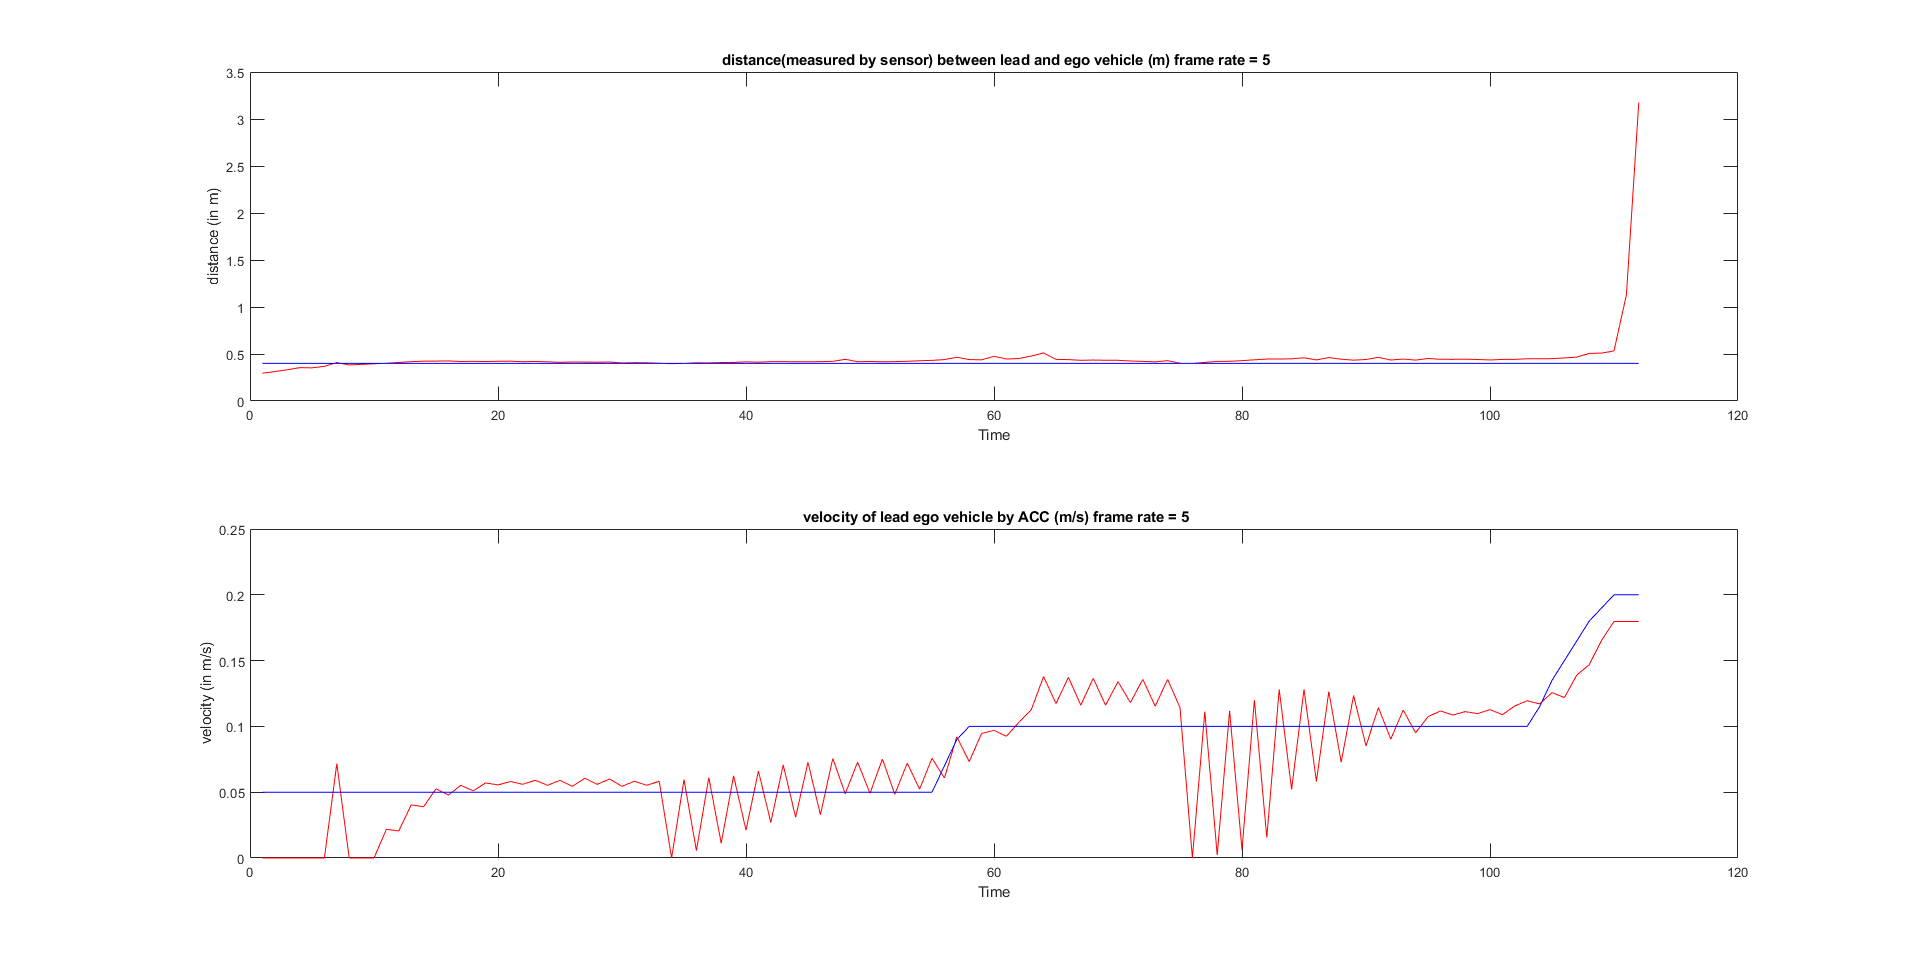 distance(measured by sensor) between lead and ego vehicle (m) frame rate = 5
3.5
3
2.5
2
1.5
1
0.5
0
distance (in m)
0 20 40 60 80 100 120
Time
velocity of lead ego vehicle by ACC (m/s) frame rate = 5
0.25
0.2
0.15
0.1
0.05
0
velocity (in m/s)
0 20 40 60 80 100 120
Time